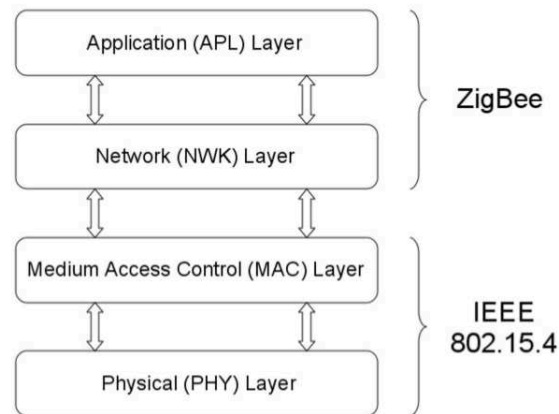 Application (APL) Layer
ZigBee
Network (NWK) Layer
Medium Access Control (MAC) Layer
IEEE
802.15.4
Physical (PHY) Layer